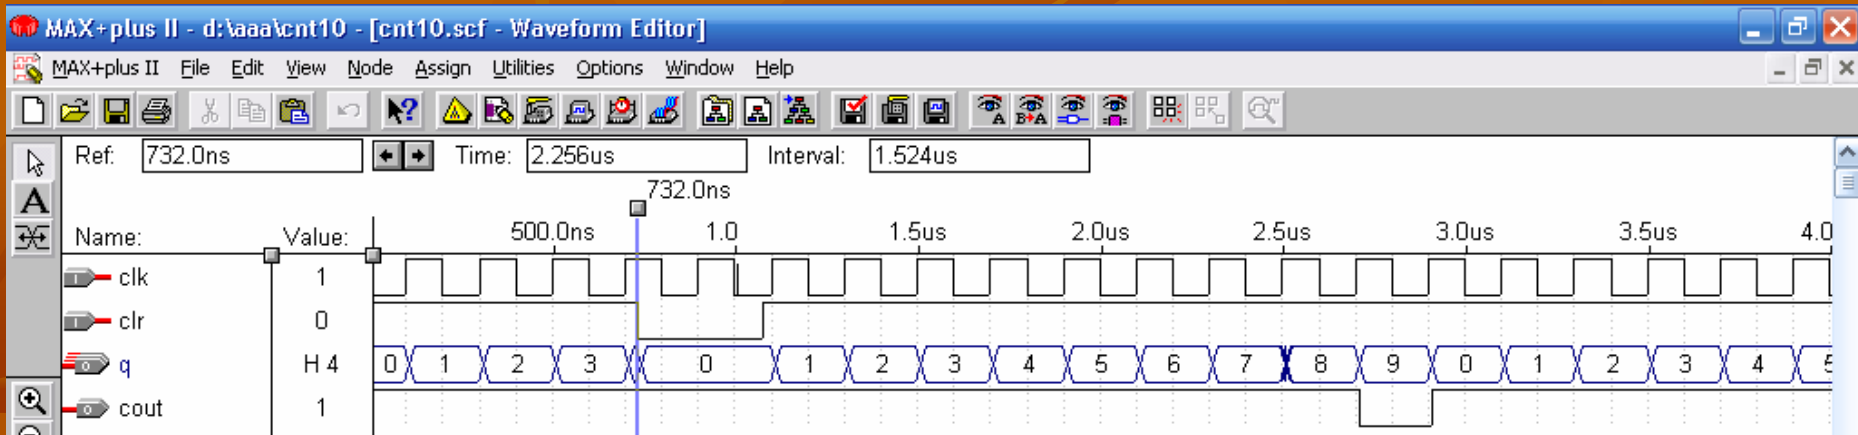 MAX+plus II - d:\aaa\cnt10 - [cnt10.scf - Waveform Editor]
MAX+plus II File Edit View Node Assign Utilities Options Window Help
Ref: 732.0ns Time: 2.256us Interval: 1.524us
732.0ns
Name: Value: 500.0ns 1.0 1.5us 2.0us 2.5us 3.0us 3.5us 4.0
clk 1
clr 0
q H 4 0 1 2 3 0 1 2 3 4 5 6 7 8 9 0 1 2 3 4 5
cout 1